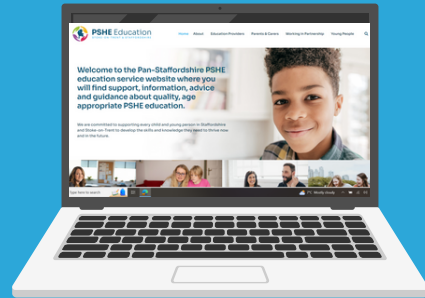 PSHE Education
Home About Education Providers Parents & Carers Working in Partnership Young People
Welcome to the Pan-Staffordshire PSHE
education service website where you
will find support, information, advice
and guidance about quality, age
appropriate PSHE education.
We are committed to supporting every child and young person in Staffordshire
and Stoke-on-Trent to develop the skills and knowledge they need to thrive now
and in the future.
Type here to search
Mostly cloudy